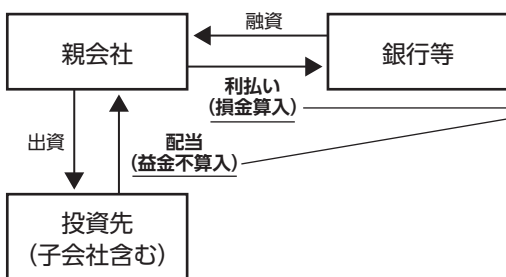 融資
親会社
銀行等
利払い
(損金算入)
出資
配当
(益金不算入)
投資先
(子会社含む)